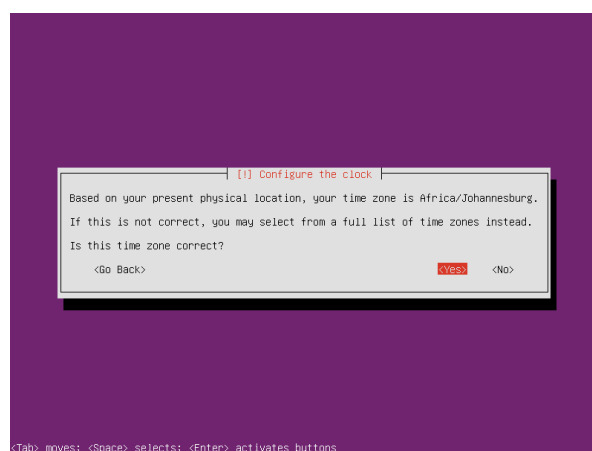 [!] Configure the clock
Based on your present physical location, your time zone is Africa/Johannesburg.
If this is not correct, you may select from a full list of time zones instead.
Is this time zone correct?
<Go Back> <Yes> <No>
<Tab> moves; <Space> selects; <Enter> activates buttons